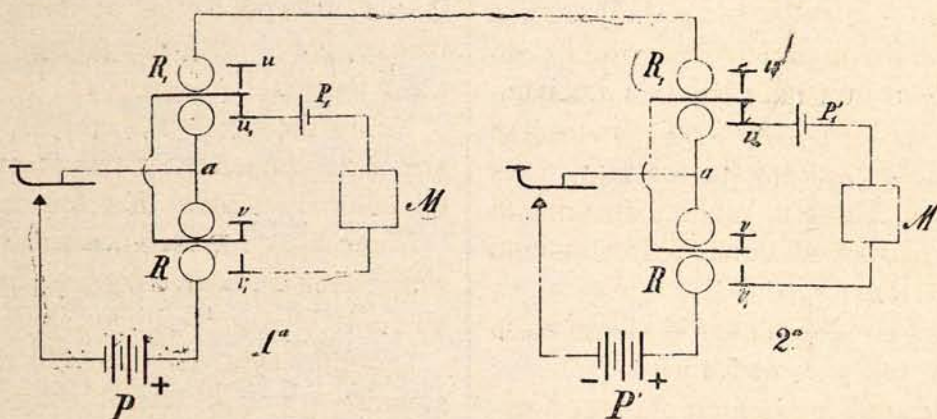 R, u
P,
u,
a
M
v
R v,
1ª
+
P
R,
P',
a
M
v
R v,
2ª
- +
P'